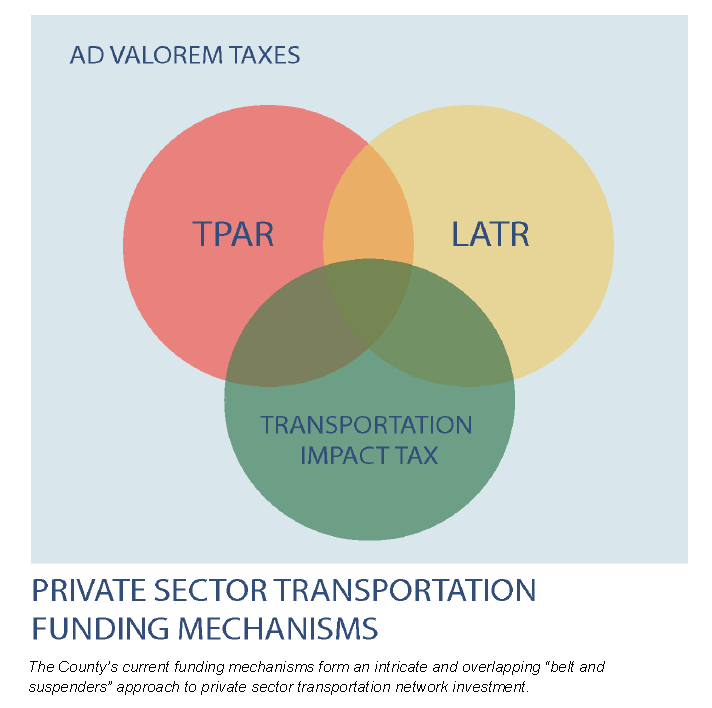 AD VALOREM TAXES
TPAR
LATR
TRANSPORTATION
IMPACT TAX
PRIVATE SECTOR TRANSPORTATION
FUNDING MECHANISMS
The County’s current funding mechanisms form an intricate and overlapping “belt and
suspenders” approach to private sector transportation network investment.